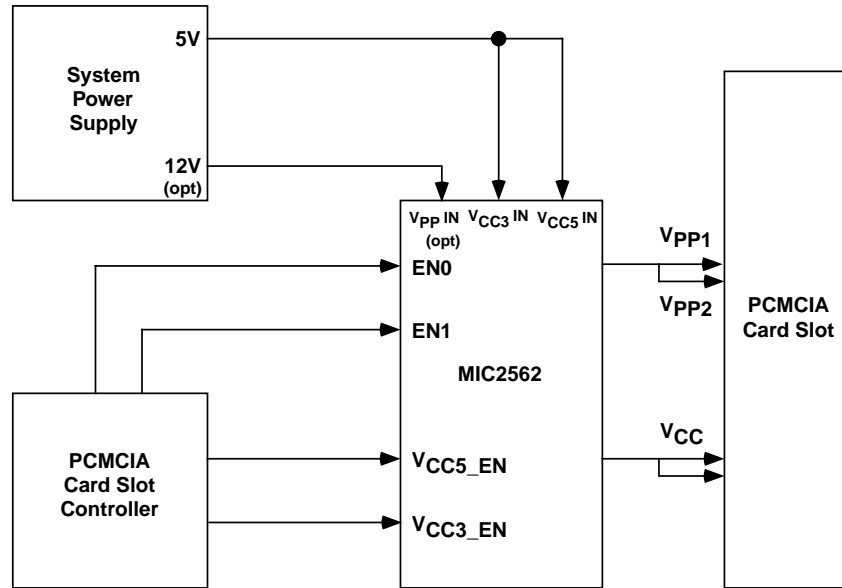 5V
System
Power
Supply
12V
(opt)
VPP IN
(opt)
VCC3 IN
VCC5 IN
EN0
EN1
MIC2562
VCC5_EN
VCC3_EN
PCMCIA
Card Slot
Controller
VPP1
VPP2
VCC
PCMCIA
Card Slot